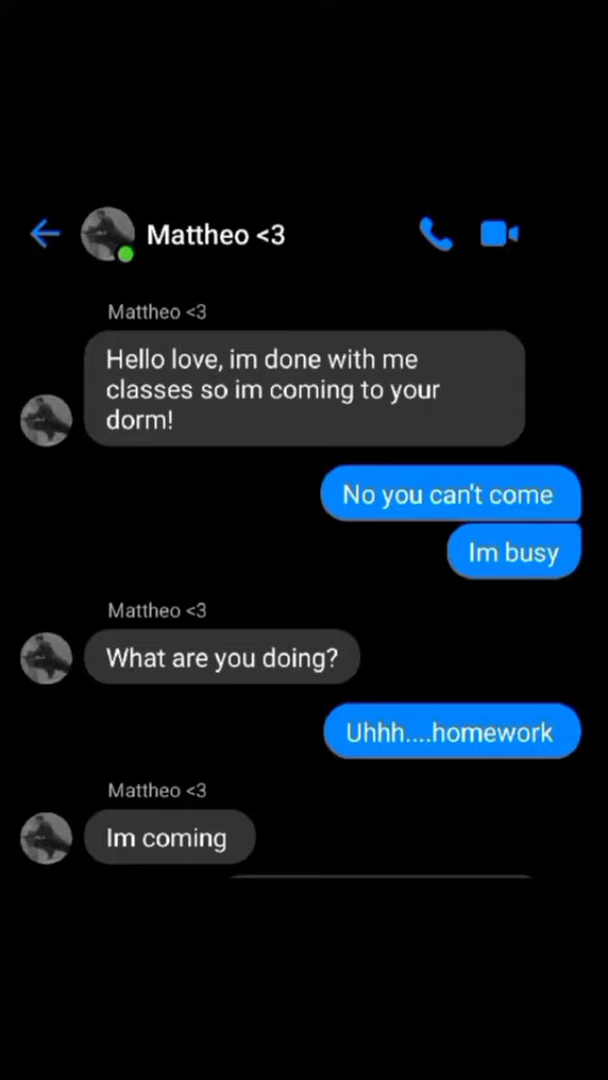 Mattheo <3
Mattheo <3
Hello love, im done with me
classes so im coming to your
dorm!
No you can't come
Im busy
Mattheo <3
What are you doing?
Uhhh....homework
Mattheo <3
Im coming